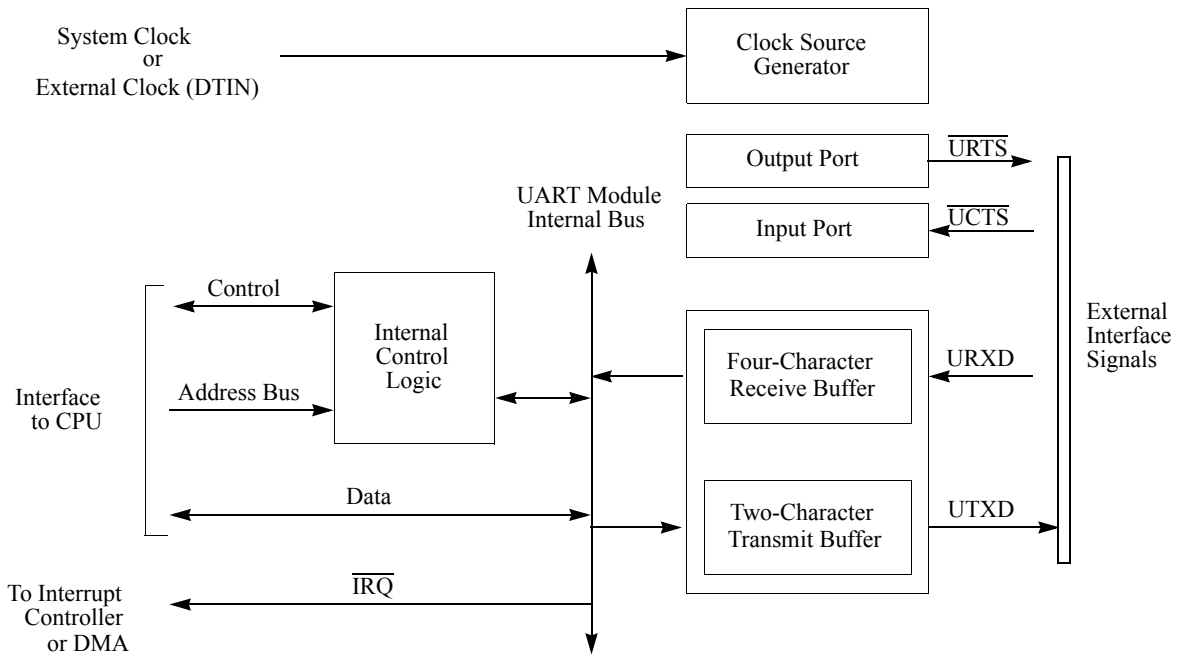 System Clock
or
External Clock (DTIN)
Clock Source
Generator
Output Port
URTS
UART Module
Internal Bus
Input Port
UCTS
Control
Internal
Control
Logic
Address Bus
Interface
to CPU
Four-Character
Receive Buffer
URXD
External
Interface
Signals
Data
Two-Character
Transmit Buffer
UTXD
IRQ
To Interrupt
Controller
or DMA